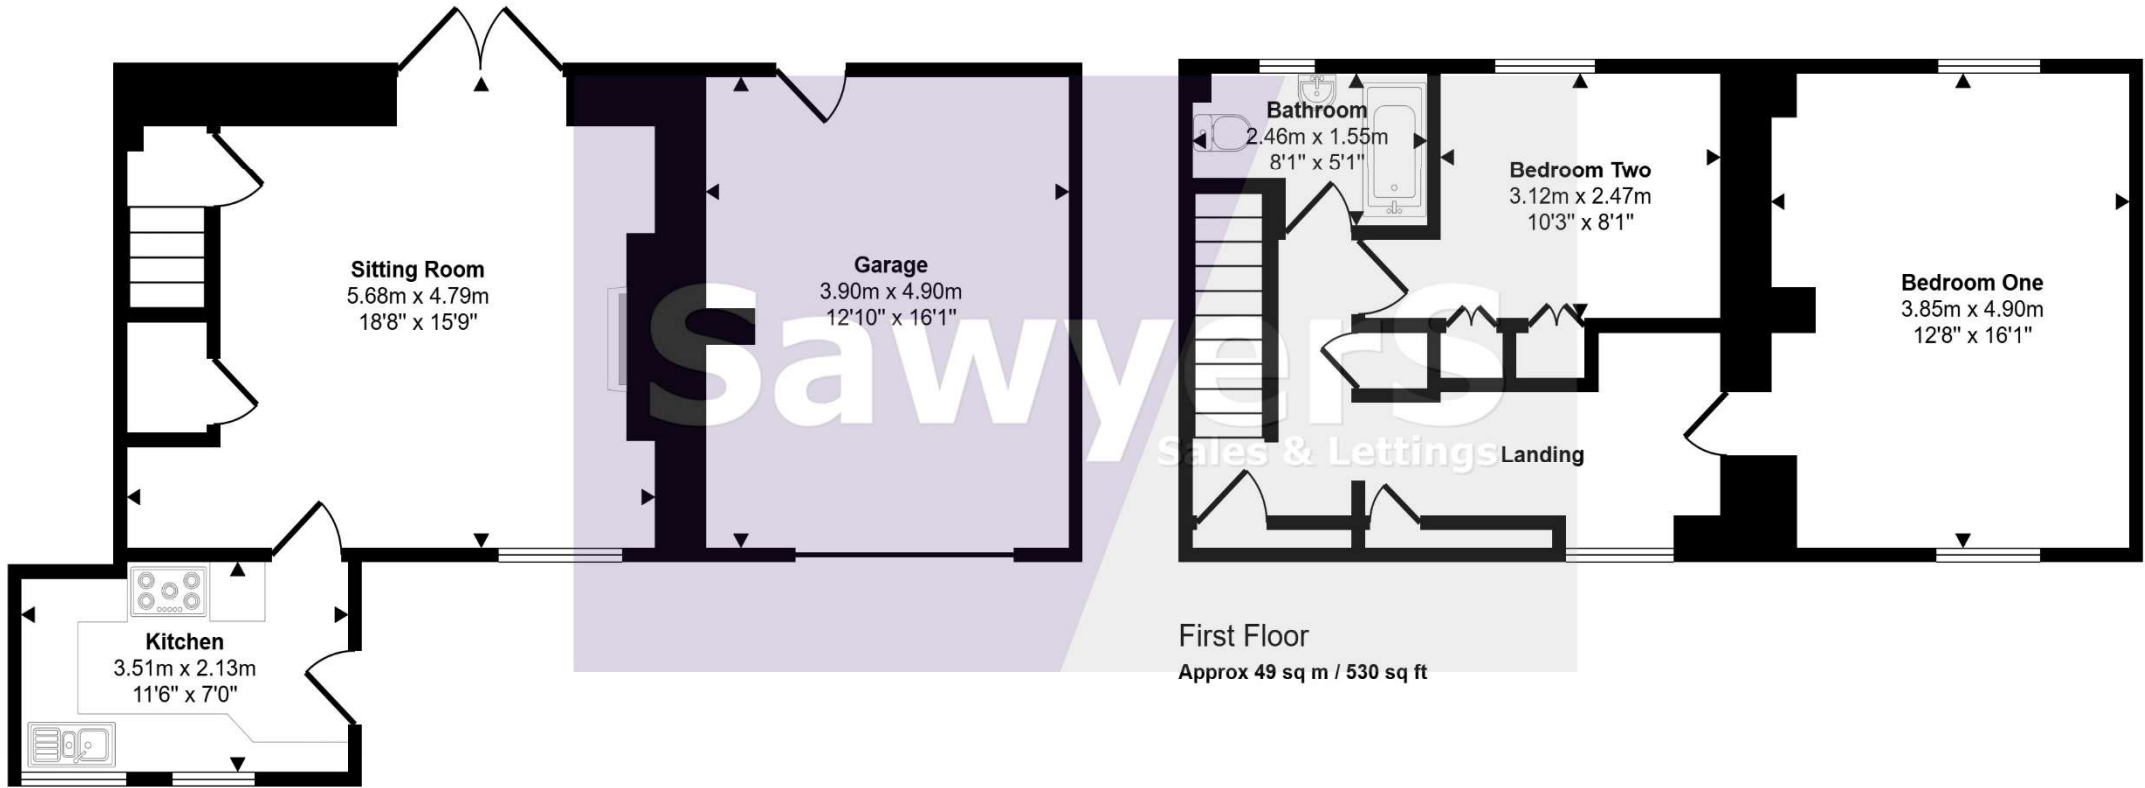 Sitting Room
5.68m x 4.79m
18'8" x 15'9"
Garage
3.90m x 4.90m
12'10" x 16'1"
Kitchen
3.51m x 2.13m
11'6" x 7'0"
Bathroom
2.46m x 1.55m
8'1" x 5'1"
Bedroom Two
3.12m x 2.47m
10'3" x 8'1"
Bedroom One
3.85m x 4.90m
12'8" x 16'1"
Landing
Sawyers
Sales & Lettings
First Floor
Approx 49 sq m / 530 sq ft